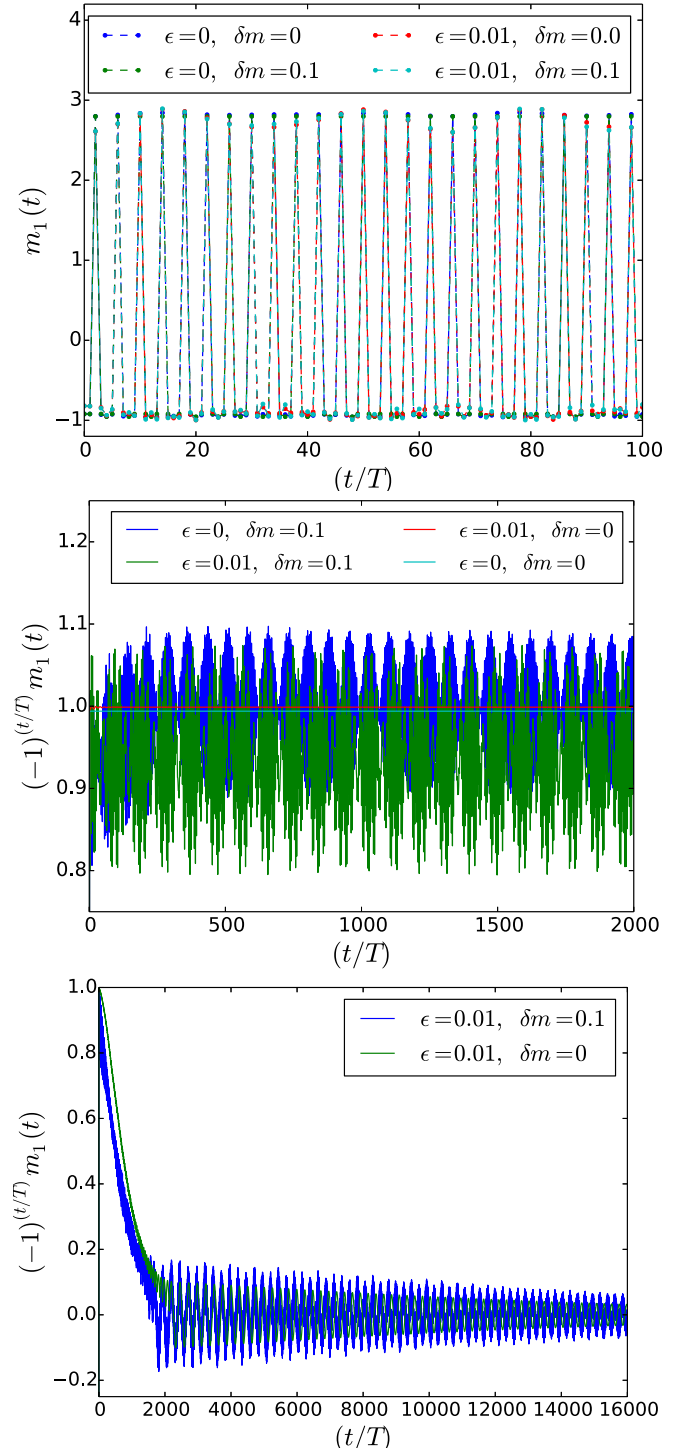 4
ϵ=0, δm=0
ϵ=0.01, δm=0.0
ϵ=0, δm=0.1
ϵ=0.01, δm=0.1
3
2
m₁(t)
1
0
−1
0 20 40 60 80 100
(t/T)
ϵ=0, δm=0.1
ϵ=0.01, δm=0
ϵ=0.01, δm=0.1
ϵ=0, δm=0
1.2
1.1
(−1)^(t/T) m₁(t)
1.0
0.9
0.8
0 500 1000 1500 2000
(t/T)
1.0
ϵ=0.01, δm=0.1
ϵ=0.01, δm=0
0.8
0.6
(−1)^(t/T) m₁(t)
0.4
0.2
0.0
−0.2
0 2000 4000 6000 8000 10000 12000 14000 16000
(t/T)